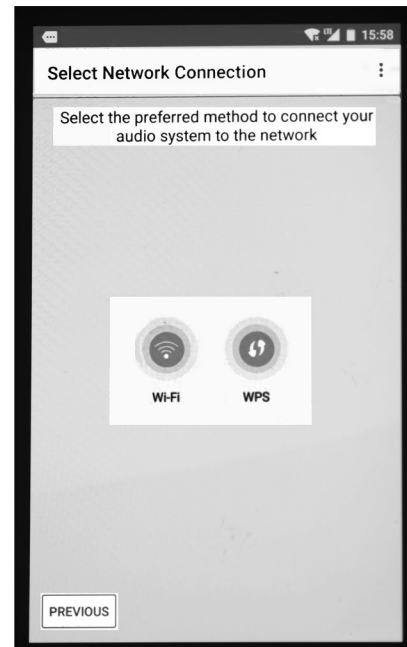 LTE 15:58
Select Network Connection
Select the preferred method to connect your
audio system to the network
Wi-Fi WPS
PREVIOUS